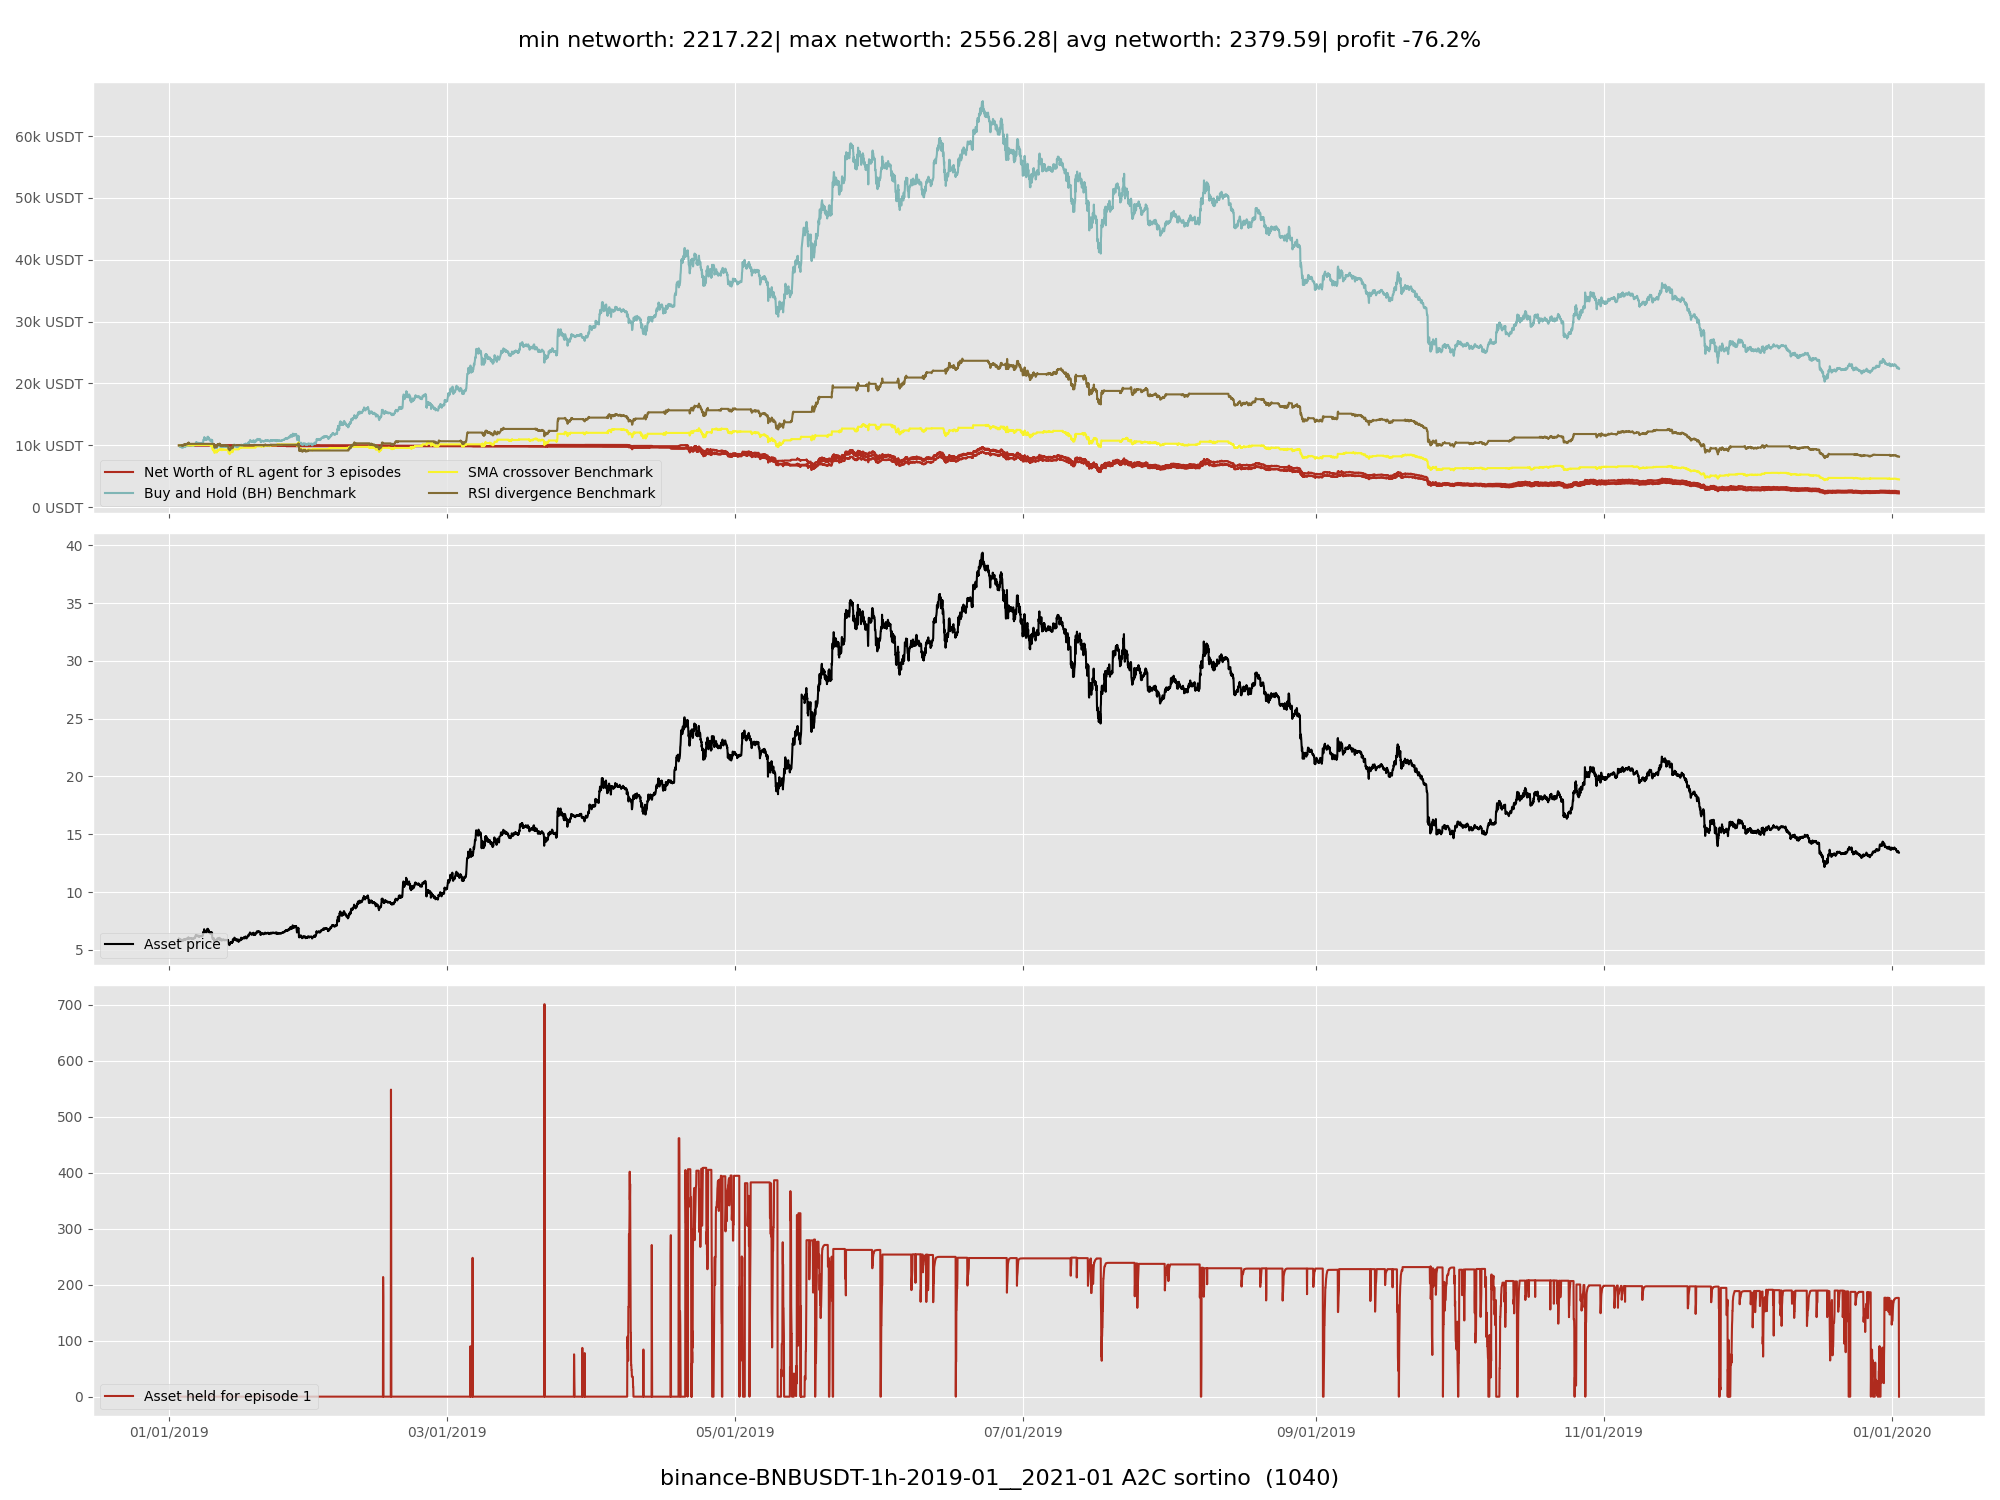 min networth: 2217.22| max networth: 2556.28| avg networth: 2379.59| profit -76.2%
60k USDT
50k USDT
40k USDT
30k USDT
20k USDT
10k USDT
0 USDT
Net Worth of RL agent for 3 episodes
Buy and Hold (BH) Benchmark
SMA crossover Benchmark
RSI divergence Benchmark
40
35
30
25
20
15
10
5
Asset price
700
600
500
400
300
200
100
0
Asset held for episode 1
01/01/2019
03/01/2019
05/01/2019
07/01/2019
09/01/2019
11/01/2019
01/01/2020
binance-BNBUSDT-1h-2019-01__2021-01 A2C sortino  (1040)